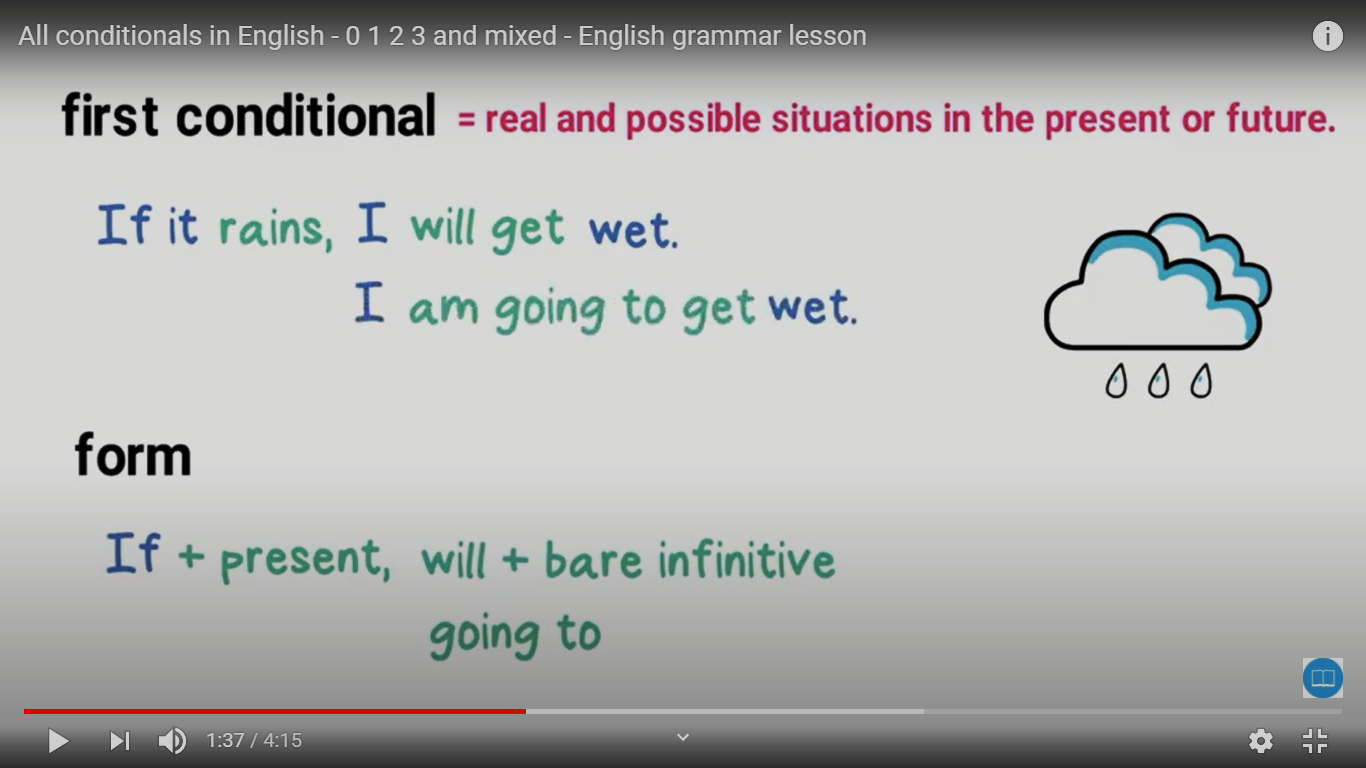 All conditionals in English - 0 1 2 3 and mixed - English grammar lesson
first conditional = real and possible situations in the present or future.
If it rains, I will get wet.
I am going to get wet.
form
If + present, will + bare infinitive
going to
1:37 / 4:15